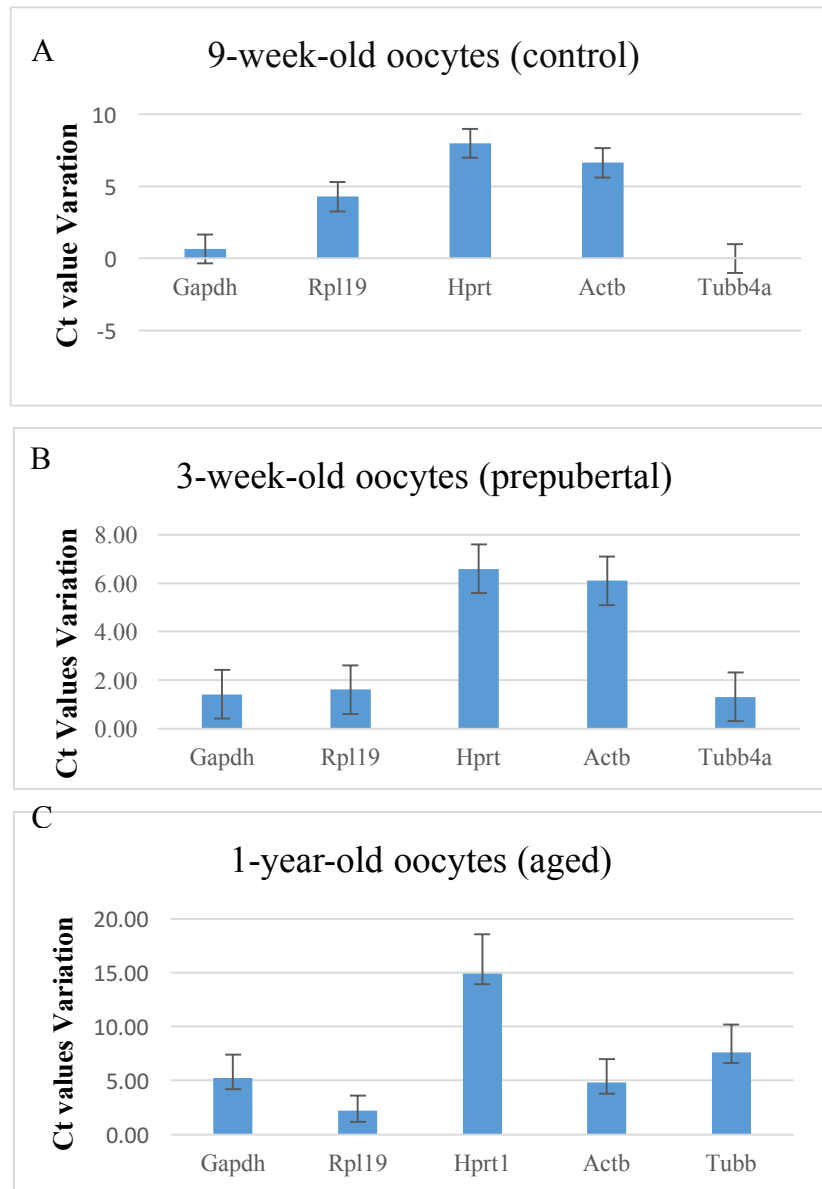 A
9-week-old oocytes (control)
Ct value Varation
10
5
0
-5
Gapdh Rpl19 Hprt Actb Tubb4a
B
3-week-old oocytes (prepubertal)
Ct Values Variation
8.00
6.00
4.00
2.00
0.00
Gapdh Rpl19 Hprt Actb Tubb4a
C
1-year-old oocytes (aged)
Ct values Variation
20.00
15.00
10.00
5.00
0.00
Gapdh Rpl19 Hprt1 Actb Tubb